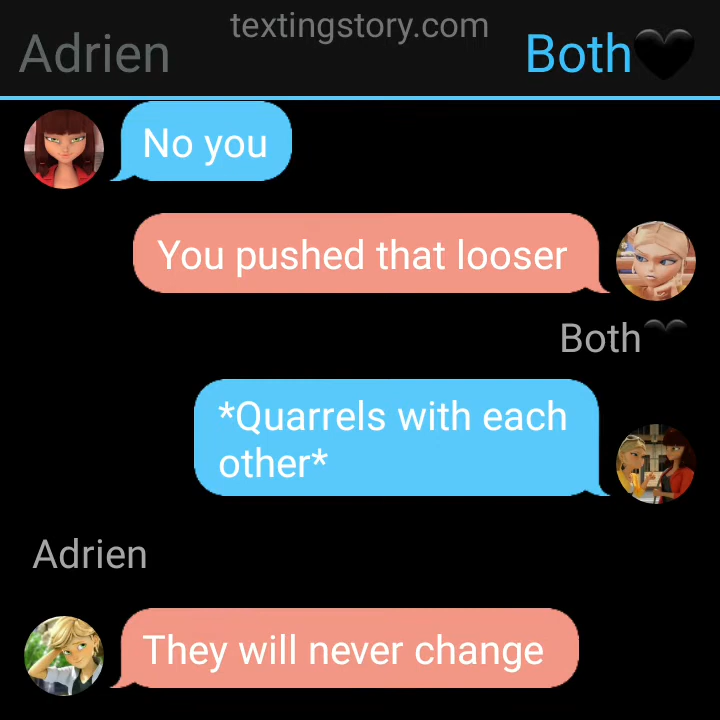 textingstory.com
Adrien
Both🖤
No you
You pushed that looser
Both🖤
*Quarrels with each
other*
Adrien
They will never change